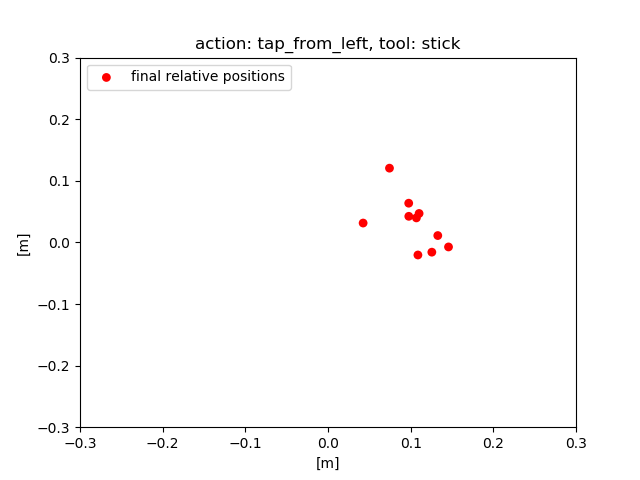 action: tap_from_left, tool: stick
final relative positions
0.3
0.2
0.1
0.0
−0.1
−0.2
−0.3
[m]
−0.3 −0.2 −0.1 0.0 0.1 0.2 0.3
[m]